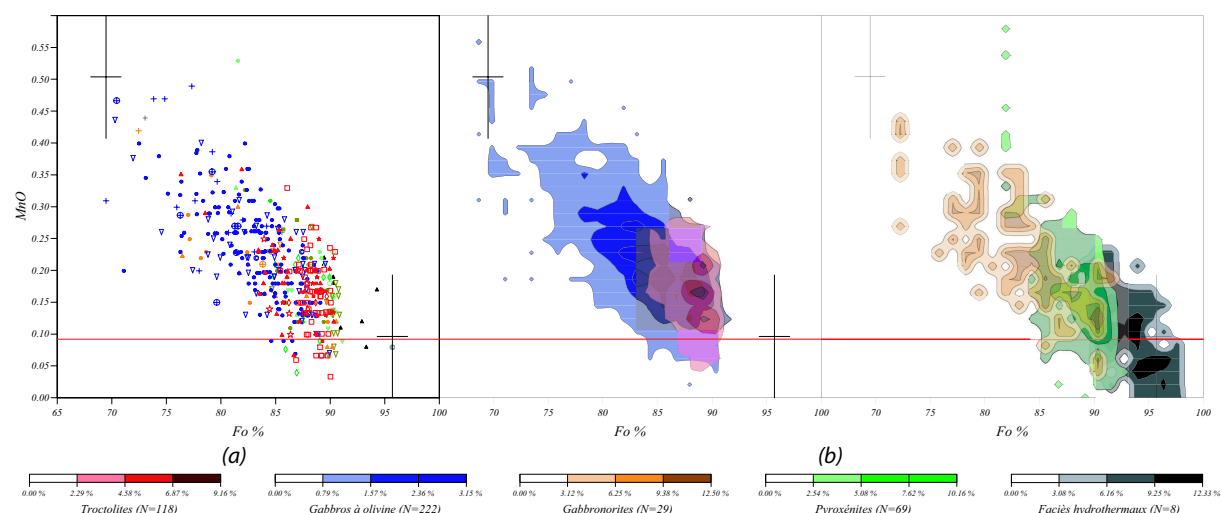 0.55
0.50
0.45
0.40
0.35
0.30
0.25
0.20
0.15
0.10
0.05
0.00
MnO
65 70 75 80 85 90 95 100
70 75 80 85 90 95 100
70 75 80 85 90 95 100
Fo % Fo % Fo %
(a) (b)
0.00 % 2.29 % 4.58 % 6.87 % 9.16 %
Troctolites (N=118)
0.00 % 0.79 % 1.57 % 2.36 % 3.15 %
Gabbros à olivine (N=222)
0.00 % 3.12 % 6.25 % 9.38 % 12.50 %
Gabbronorites (N=29)
0.00 % 2.54 % 5.08 % 7.62 % 10.16 %
Pyroxénites (N=69)
0.00 % 3.08 % 6.16 % 9.25 % 12.33 %
Faciès hydrothermaux (N=8)